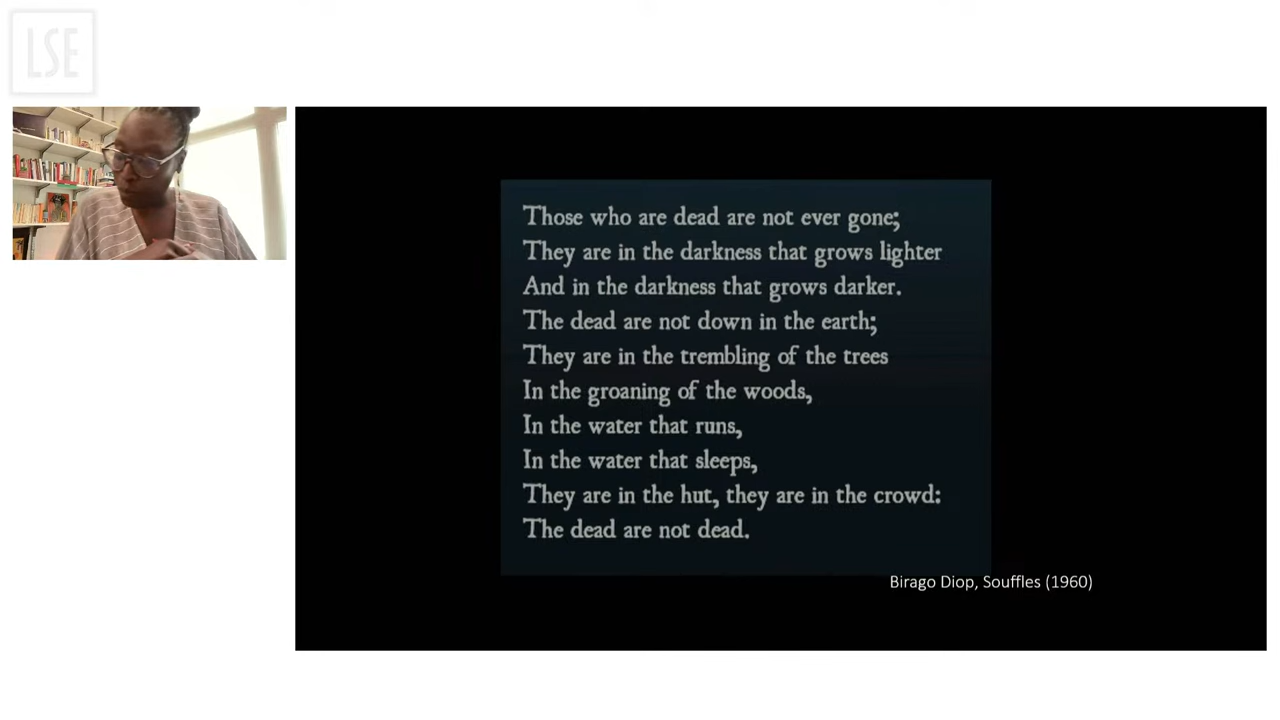 LSE
Those who are dead are not ever gone;
They are in the darkness that grows lighter
And in the darkness that grows darker.
The dead are not down in the earth;
They are in the trembling of the trees
In the groaning of the woods,
In the water that runs,
In the water that sleeps,
They are in the hut, they are in the crowd:
The dead are not dead.
Birago Diop, Souffles (1960)